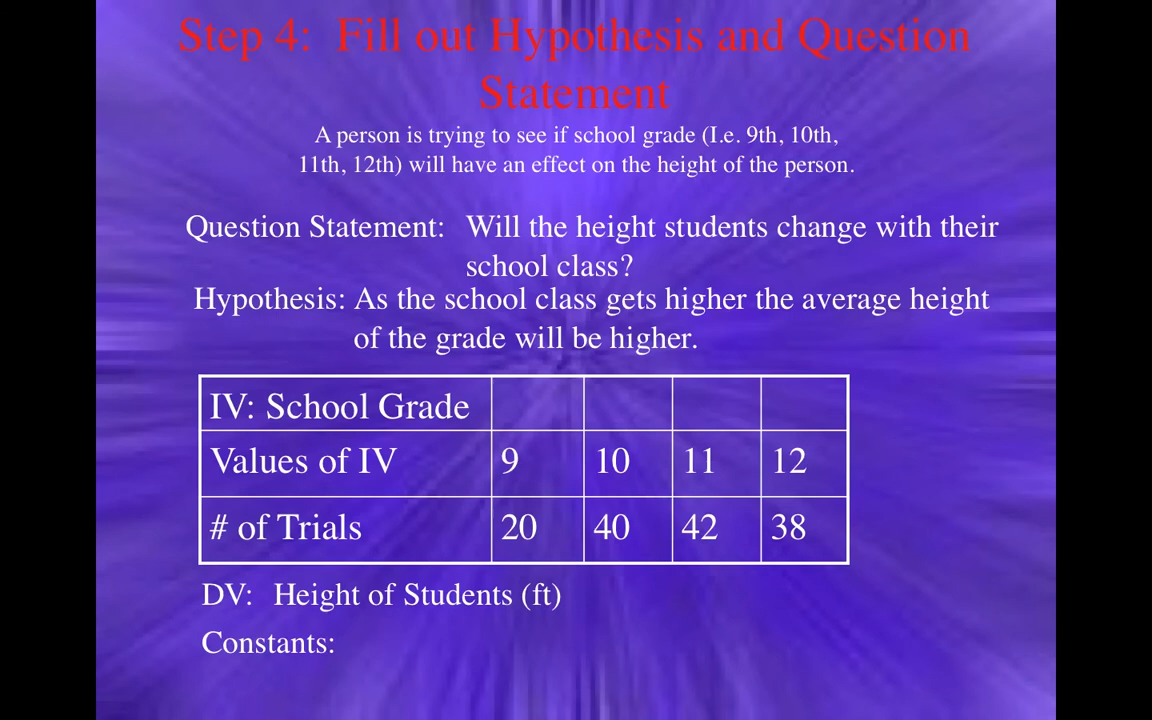 Step 4: Fill out Hypothesis and Question
Statement
A person is trying to see if school grade (I.e. 9th, 10th,
11th, 12th) will have an effect on the height of the person.
Question Statement: Will the height students change with their
school class?
Hypothesis: As the school class gets higher the average height
of the grade will be higher.
IV: School Grade
Values of IV 9 10 11 12
# of Trials 20 40 42 38
DV: Height of Students (ft)
Constants: